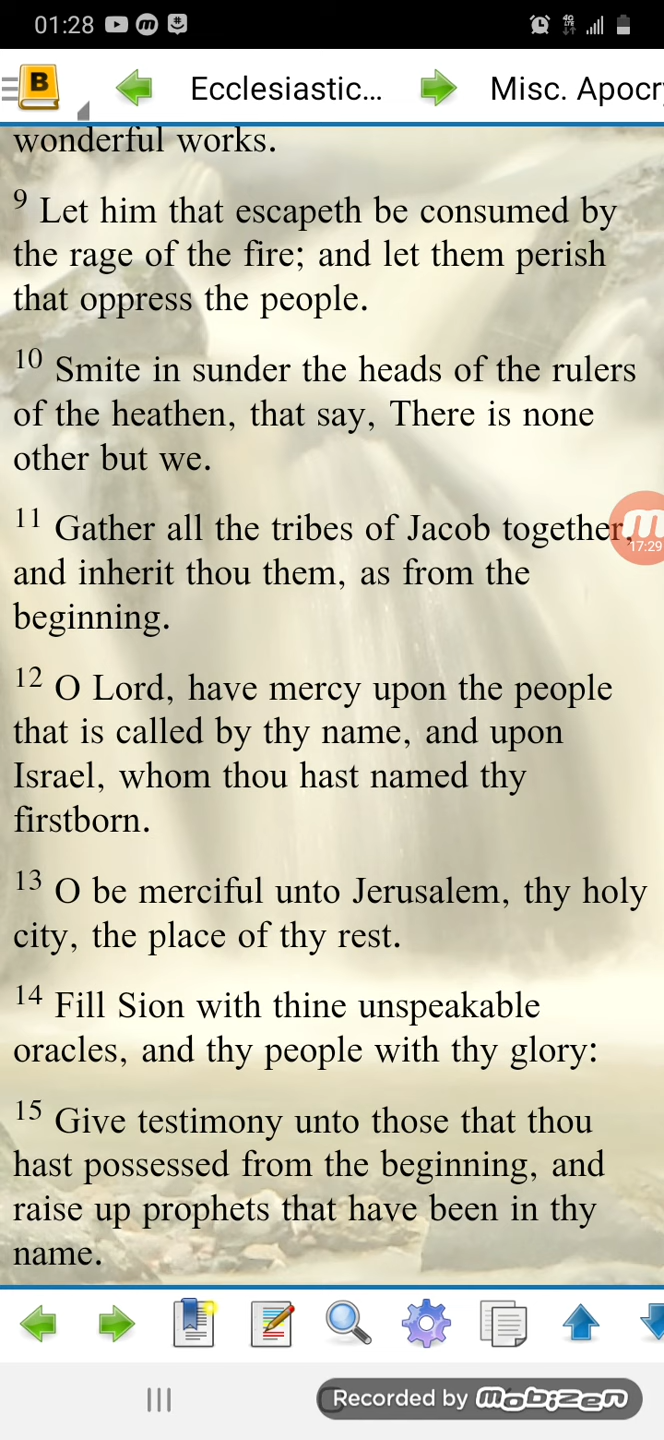 01:28
B
Ecclesiastic... Misc. Apocr
wonderful works.
9 Let him that escapeth be consumed by
the rage of the fire; and let them perish
that oppress the people.
10 Smite in sunder the heads of the rulers
of the heathen, that say, There is none
other but we.
11 Gather all the tribes of Jacob together,
and inherit thou them, as from the
beginning.
17:29
12 O Lord, have mercy upon the people
that is called by thy name, and upon
Israel, whom thou hast named thy
firstborn.
13 O be merciful unto Jerusalem, thy holy
city, the place of thy rest.
14 Fill Sion with thine unspeakable
oracles, and thy people with thy glory:
15 Give testimony unto those that thou
hast possessed from the beginning, and
raise up prophets that have been in thy
name.
Recorded by mobizen